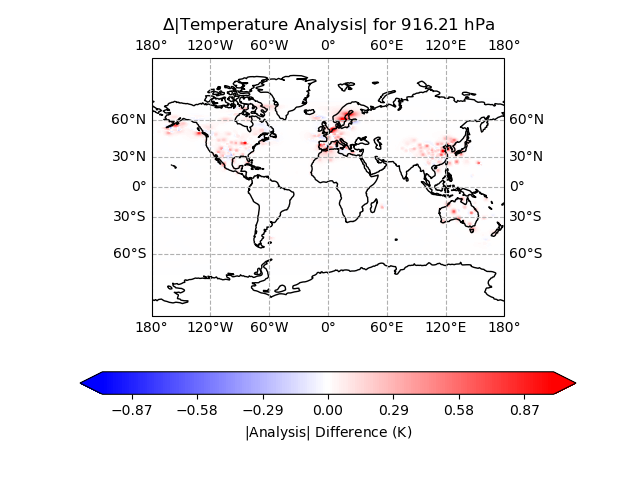 Δ|Temperature Analysis| for 916.21 hPa
180° 120°W 60°W 0° 60°E 120°E 180°
60°N 60°N
30°N 30°N
0° 0°
30°S 30°S
60°S 60°S
180° 120°W 60°W 0° 60°E 120°E 180°
−0.87 −0.58 −0.29 0.00 0.29 0.58 0.87
|Analysis| Difference (K)